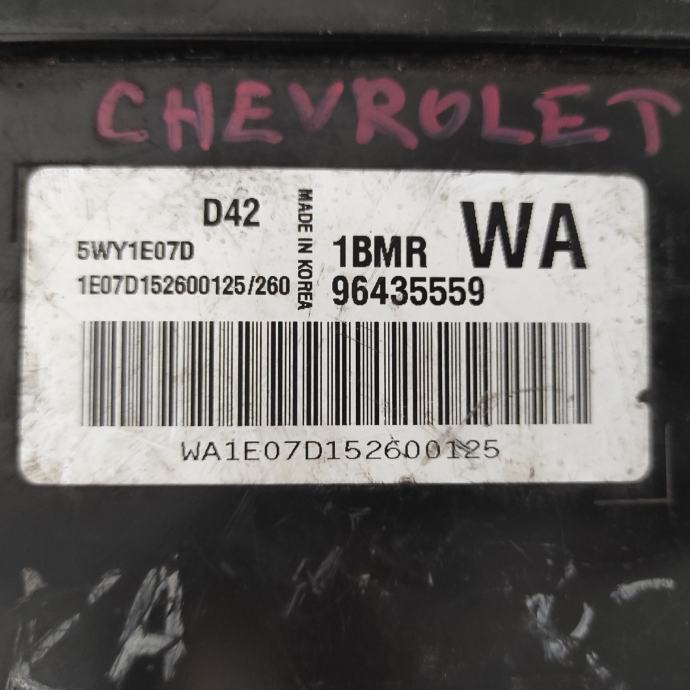 CHEVROLET
D42
5WY1E07D
1E07D152600125/260
MADE IN KOREA
1BMR
WA
96435559
WA1E07D152600125